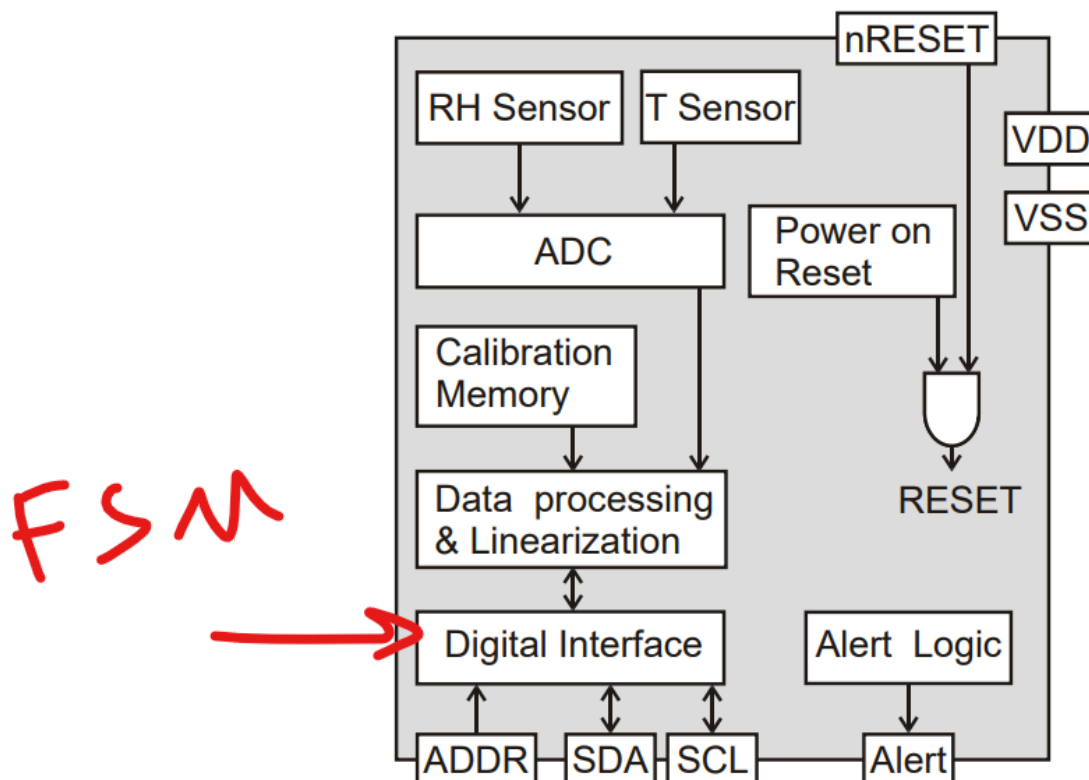 nRESET
RH Sensor
T Sensor
VDD
VSS
ADC
Power on
Reset
Calibration
Memory
FSM
Data processing
& Linearization
RESET
Digital Interface
Alert Logic
ADDR
SDA
SCL
Alert